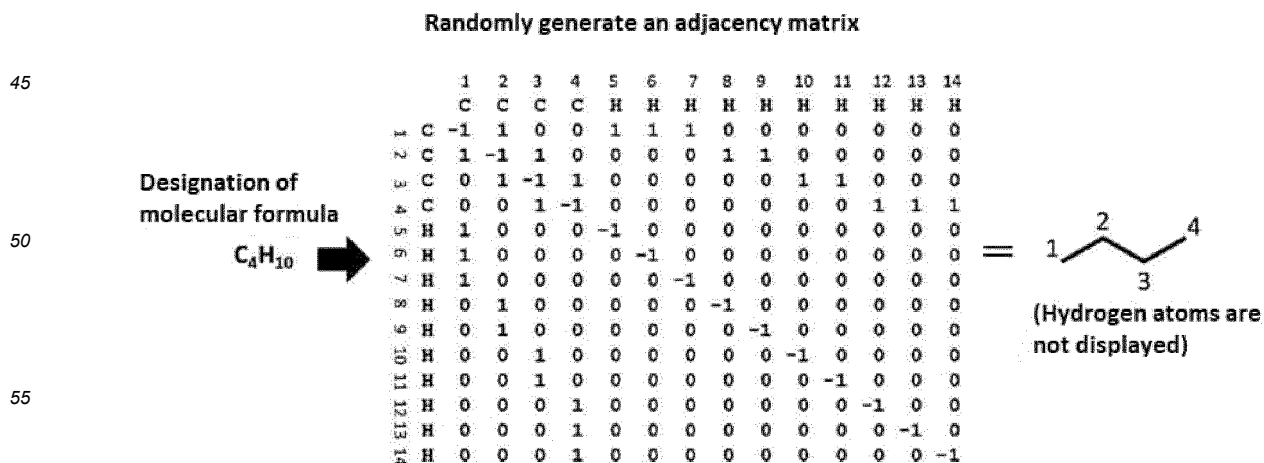 Randomly generate an adjacency matrix
45
1 2 3 4 5 6 7 8 9 10 11 12 13 14
C C C C H H H H H H H H H H
1 C -1 1 0 0 1 1 1 0 0 0 0 0 0 0
2 C 1 -1 1 0 0 0 0 1 1 0 0 0 0 0
3 C 0 1 -1 1 0 0 0 0 0 1 1 0 0 0
4 C 0 0 1 -1 0 0 0 0 0 0 0 1 1 1
5 H 1 0 0 0 -1 0 0 0 0 0 0 0 0 0
6 H 1 0 0 0 0 -1 0 0 0 0 0 0 0 0
7 H 1 0 0 0 0 0 -1 0 0 0 0 0 0 0
8 H 0 1 0 0 0 0 0 -1 0 0 0 0 0 0
9 H 0 1 0 0 0 0 0 0 -1 0 0 0 0 0
10 H 0 0 1 0 0 0 0 0 0 -1 0 0 0 0
11 H 0 0 1 0 0 0 0 0 0 0 -1 0 0 0
12 H 0 0 0 1 0 0 0 0 0 0 0 -1 0 0
13 H 0 0 0 1 0 0 0 0 0 0 0 0 -1 0
14 H 0 0 0 1 0 0 0 0 0 0 0 0 0 -1
Designation of
molecular formula
50
C₄H₁₀
=
1 2 3 4
(Hydrogen atoms are
not displayed)
55